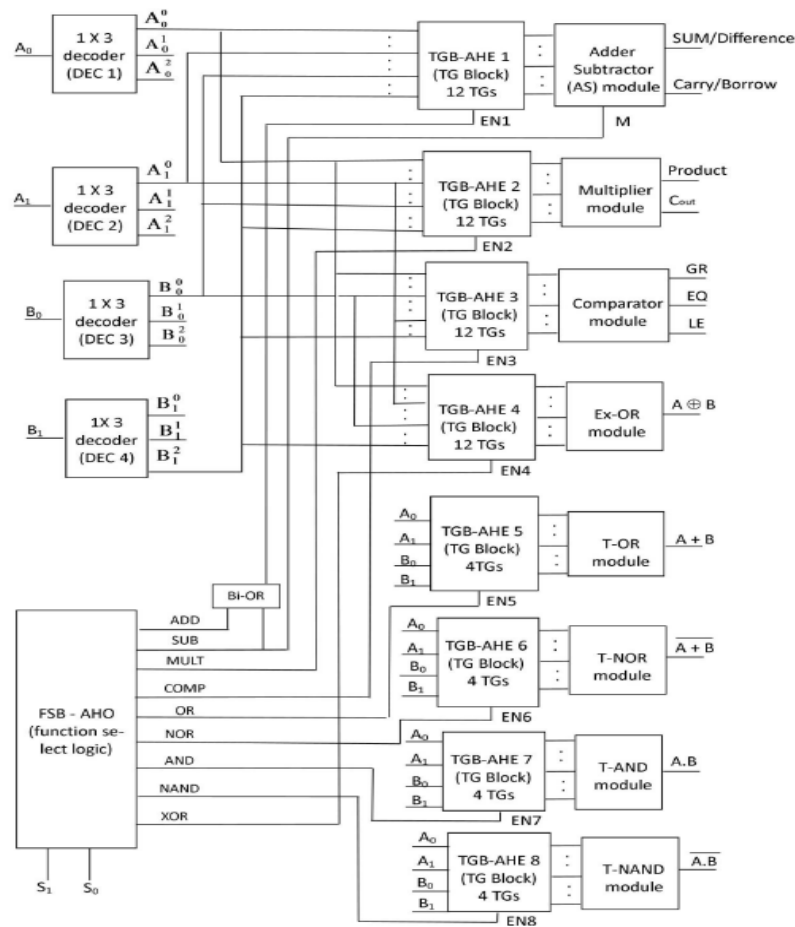 A₀
1 X 3
decoder
(DEC 1)
A₀⁰
A₀¹
A₀²
TGB-AHE 1
(TG Block)
12 TGs
EN1
Adder
Subtractor
(AS) module
M
SUM/Difference
Carry/Borrow
A₁
1 X 3
decoder
(DEC 2)
A₁⁰
A₁¹
A₁²
TGB-AHE 2
(TG Block)
12 TGs
EN2
Multiplier
module
Product
Cout
B₀
1 X 3
decoder
(DEC 3)
B₀⁰
B₀¹
B₀²
TGB-AHE 3
(TG Block)
12 TGs
EN3
Comparator
module
GR
EQ
LE
B₁
1X 3
decoder
(DEC 4)
B₁⁰
B₁¹
B₁²
TGB-AHE 4
(TG Block)
12 TGs
EN4
Ex-OR
module
A ⊕ B
A₀
A₁
B₀
B₁
TGB-AHE 5
(TG Block)
4TGs
EN5
T-OR
module
A + B
A₀
A₁
B₀
B₁
TGB-AHE 6
(TG Block)
4 TGs
EN6
T-NOR
module
A̅ ̅+̅ ̅B̅
A₀
A₁
B₀
B₁
TGB-AHE 7
(TG Block)
4 TGs
EN7
T-AND
module
A.B
A₀
A₁
B₀
B₁
TGB-AHE 8
(TG Block)
4 TGs
EN8
T-NAND
module
A̅.̅B̅
Bi-OR
FSB - AHO
(function se-
lect logic)
ADD
SUB
MULT
COMP
OR
NOR
AND
NAND
XOR
S₁
S₀